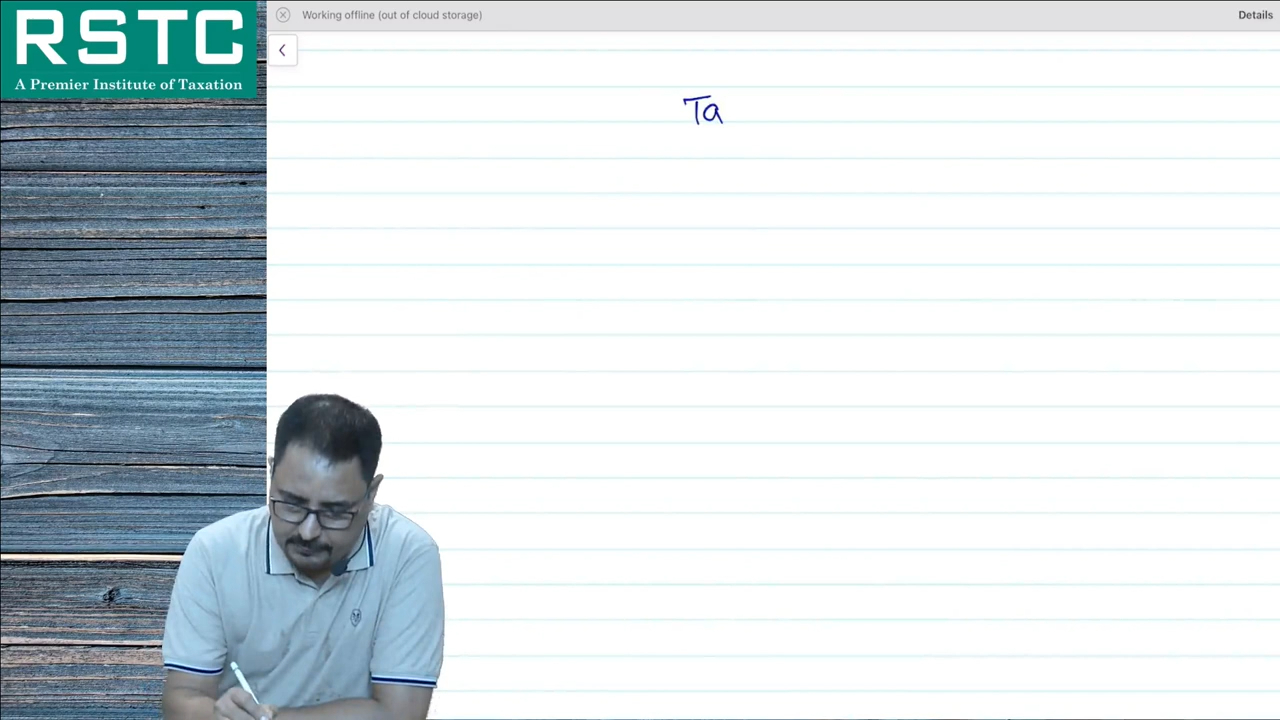 RSTC
A Premier Institute of Taxation
Working offline (out of cloud storage)
Details
Ta